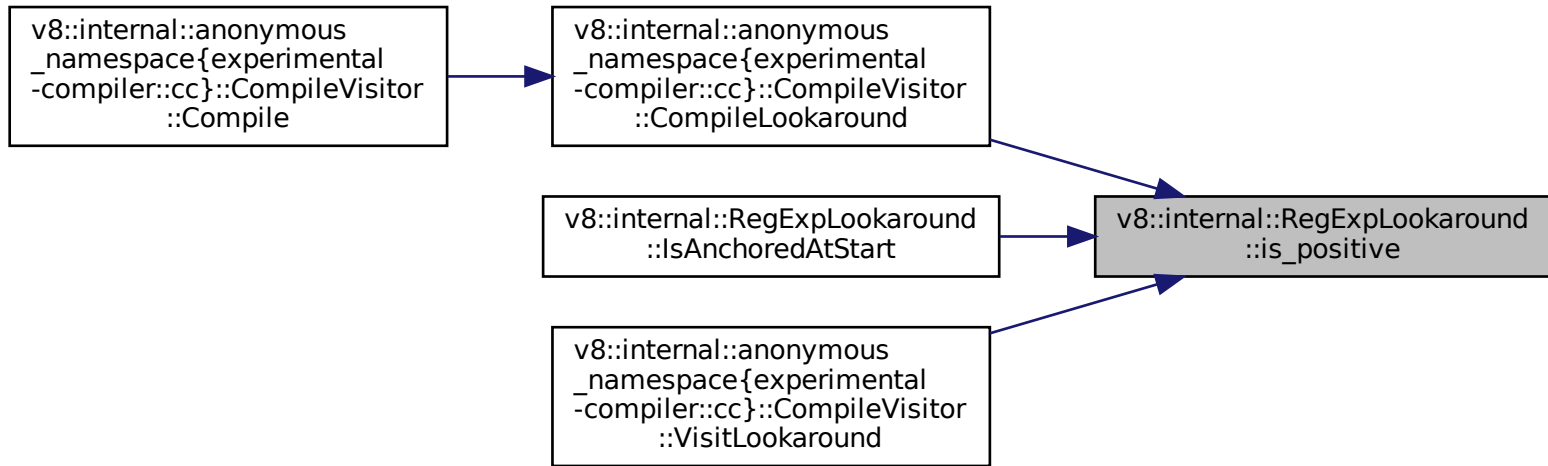 v8::internal::anonymous
_namespace{experimental
-compiler::cc}::CompileVisitor
::Compile
v8::internal::anonymous
_namespace{experimental
-compiler::cc}::CompileVisitor
::CompileLookaround
v8::internal::RegExpLookaround
::IsAnchoredAtStart
v8::internal::anonymous
_namespace{experimental
-compiler::cc}::CompileVisitor
::VisitLookaround
v8::internal::RegExpLookaround
::is_positive